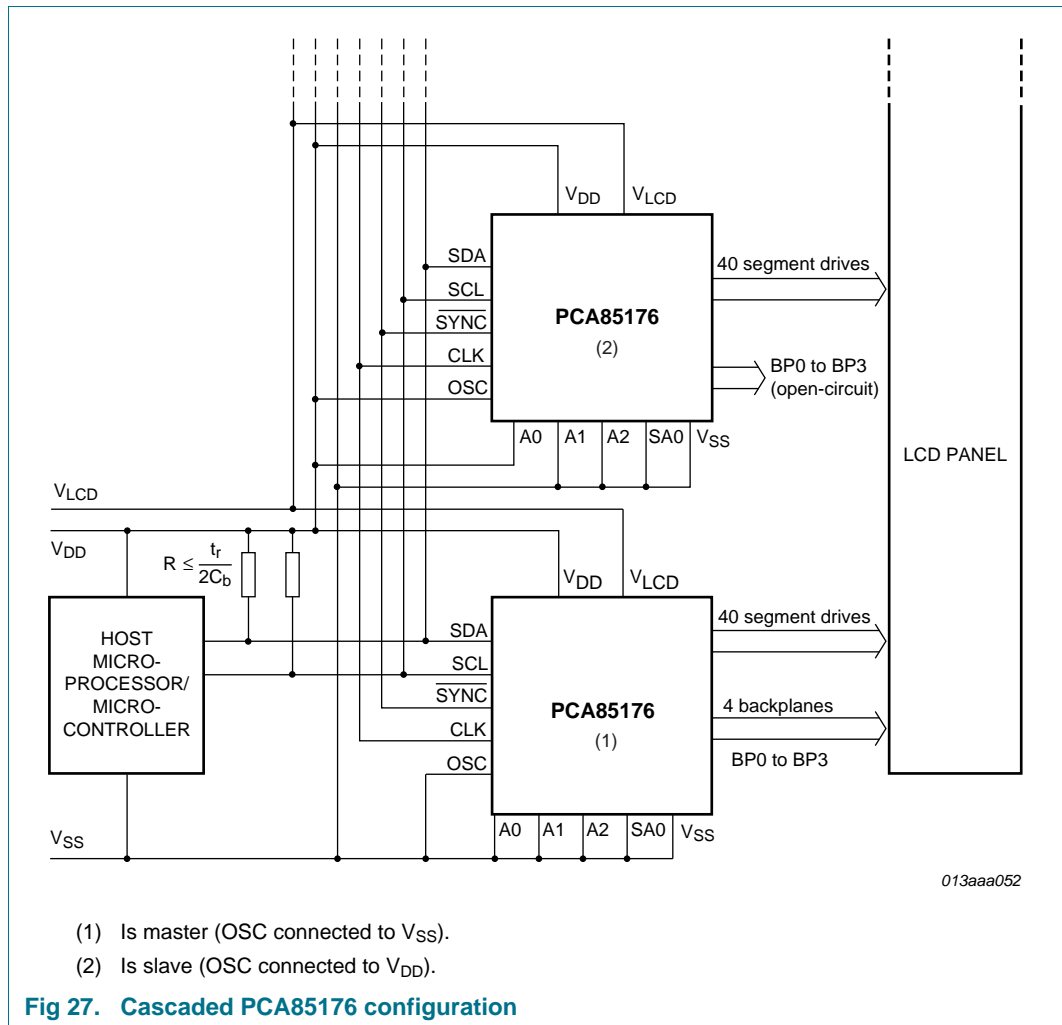 VDD
VLCD
SDA
SCL
SYNC
CLK
OSC
PCA85176
(2)
40 segment drives
BP0 to BP3
(open-circuit)
A0
A1
A2
SA0
VSS
LCD PANEL
VLCD
VDD
R ≤ tr/2Cb
HOST
MICRO-
PROCESSOR/
MICRO-
CONTROLLER
VSS
VDD
VLCD
SDA
SCL
SYNC
CLK
OSC
PCA85176
(1)
40 segment drives
4 backplanes
BP0 to BP3
A0
A1
A2
SA0
VSS
013aaa052
(1) Is master (OSC connected to VSS).
(2) Is slave (OSC connected to VDD).
Fig 27. Cascaded PCA85176 configuration